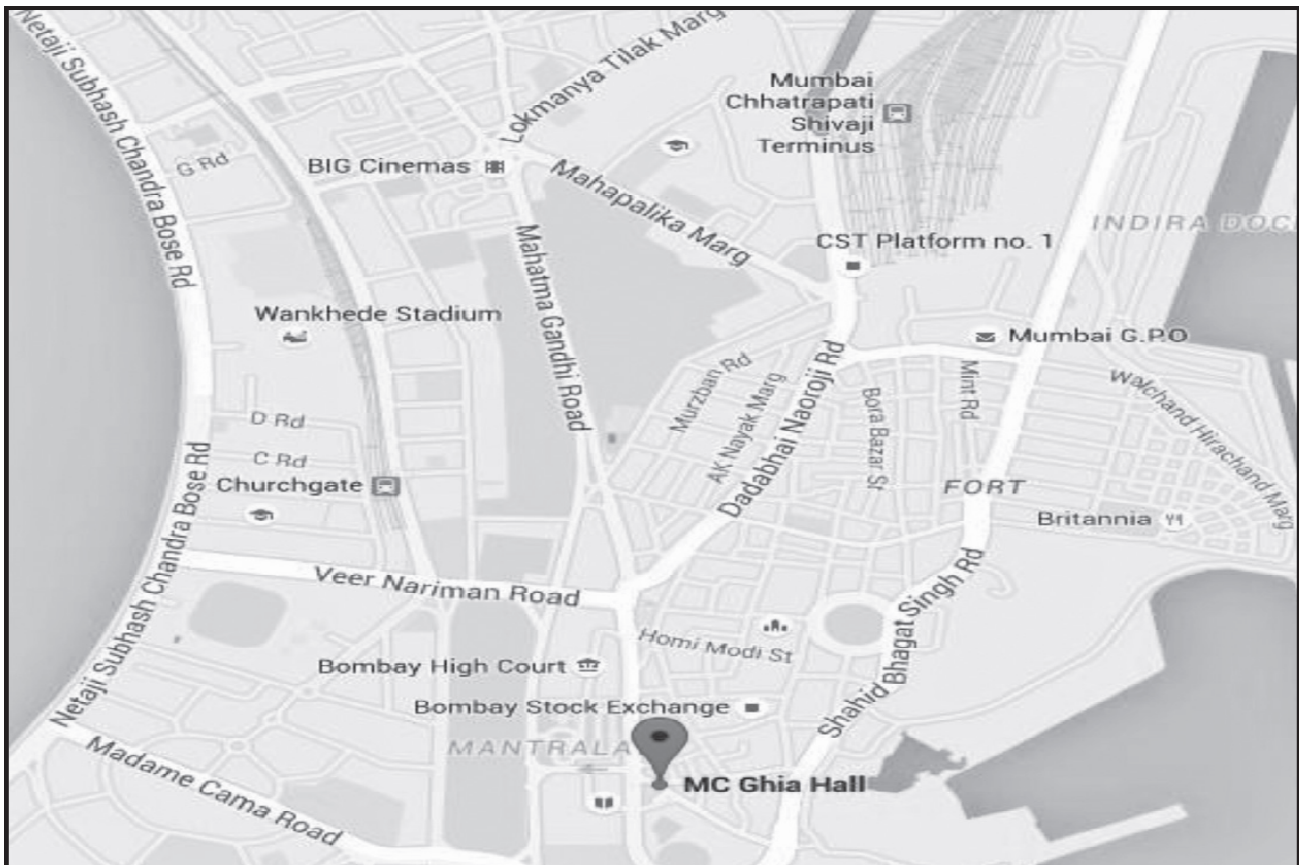 Netaji Subhash Chandra Bose Rd
Lokmanya Tilak Marg
Mumbai
Chhatrapati
Shivaji
Terminus
G Rd
BIG Cinemas
Mahapalika Marg
INDIRA DOC
CST Platform no. 1
Mahatma Gandhi Road
Wankhede Stadium
Mumbai G.P.O
Murzban Rd
AK Nayak Marg
Dadabhai Naoroji Rd
Bora Bazar St
Mint Rd
Walchand Hirachand Marg
D Rd
C Rd
Churchgate
FORT
Britannia
Netaji Subhash Chandra Bose Rd
Veer Nariman Road
Homi Modi St
Shahid Bhagat Singh Rd
Bombay High Court
Bombay Stock Exchange
MANTRALA
Madame Cama Road
MC Ghia Hall